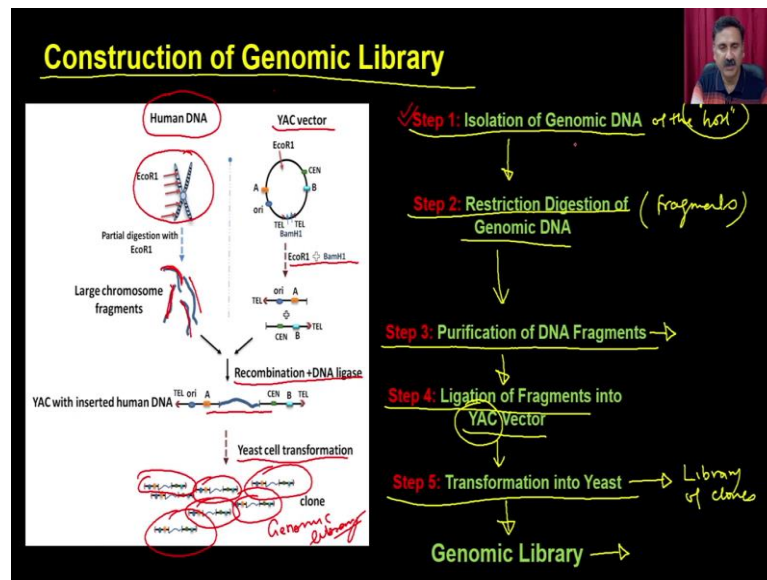 Construction of Genomic Library
Human DNA
YAC vector
EcoR1
EcoR1
CEN
A
B
ori
TEL TEL
BamH1
Partial digestion with
EcoR1
EcoR1 + BamH1
Large chromosome
fragments
ori A
TEL
+
TEL
CEN B
Recombination +DNA ligase
YAC with inserted human DNA
TEL ori A CEN B TEL
Yeast cell transformation
clone
Genomic
library
Step 1: Isolation of Genomic DNA of the "host"
Step 2: Restriction Digestion of (fragments)
Genomic DNA
Step 3: Purification of DNA Fragments
Step 4: Ligation of Fragments into
YAC Vector
Step 5: Transformation into Yeast Library
of clones
Genomic Library